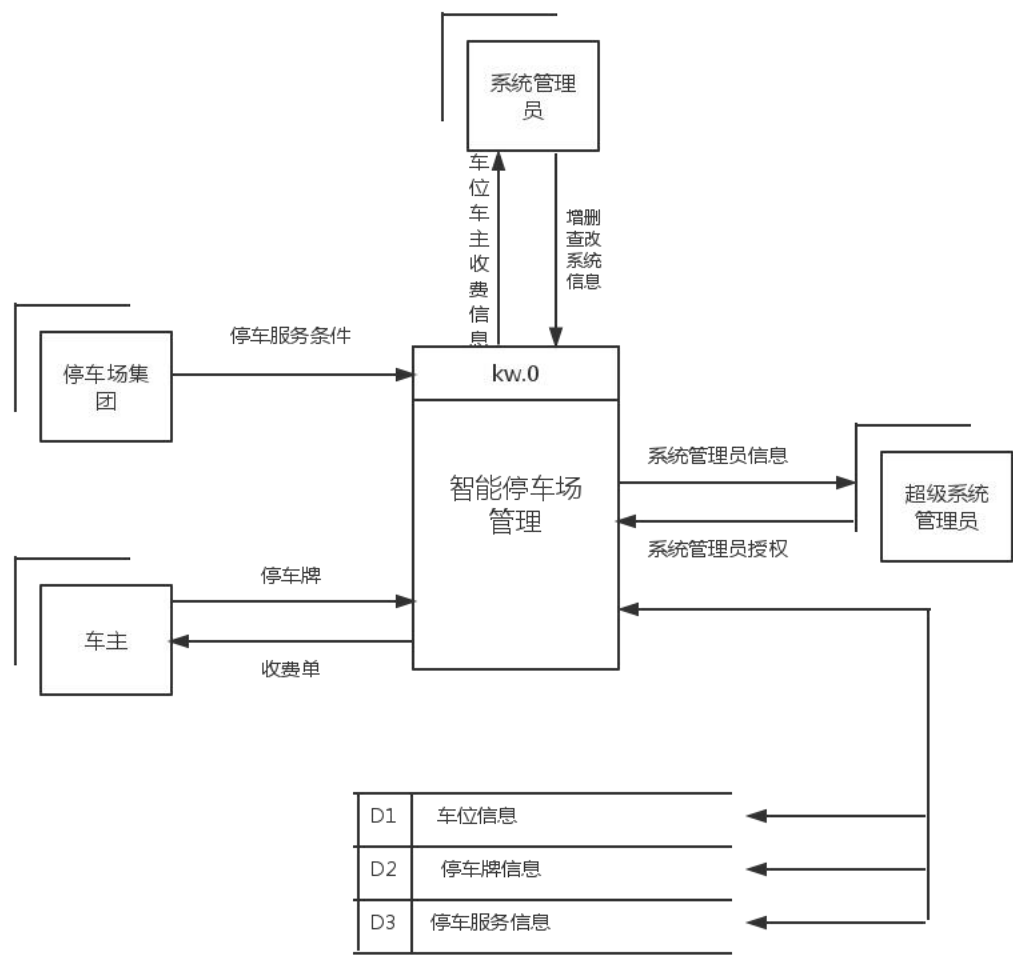 系统管理
员
车
位
车
主
收
费
信
息
增删
查改
系统
信息
停车服务条件
停车场集
团
kw.0
智能停车场
管理
系统管理员信息
超级系统
管理员
系统管理员授权
停车牌
车主
收费单
D1 车位信息
D2 停车牌信息
D3 停车服务信息